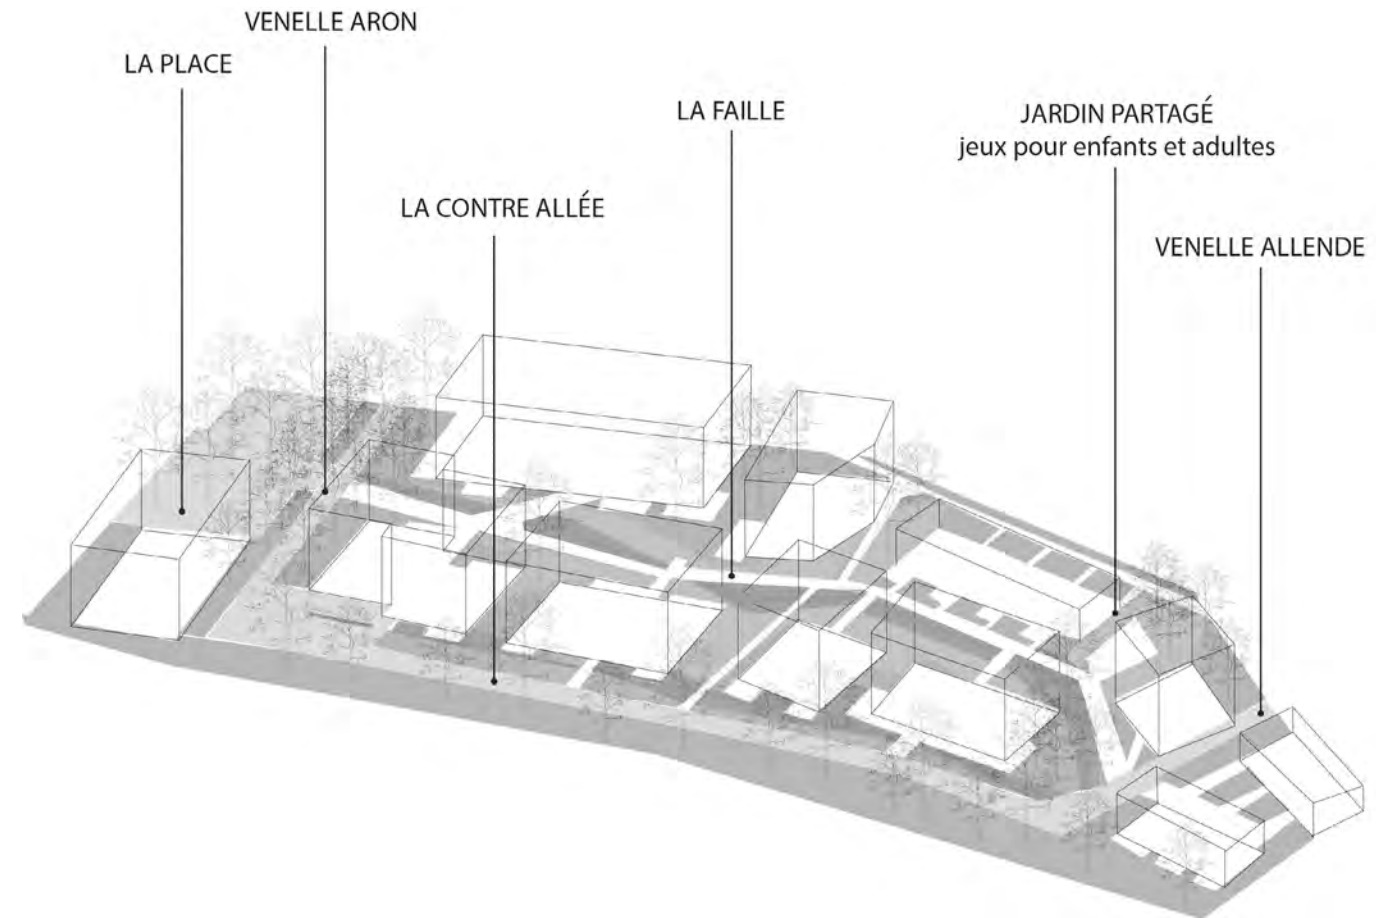 VENELLE ARON
LA PLACE
LA FAILLE
JARDIN PARTAGÉ
jeux pour enfants et adultes
LA CONTRE ALLÉE
VENELLE ALLENDE